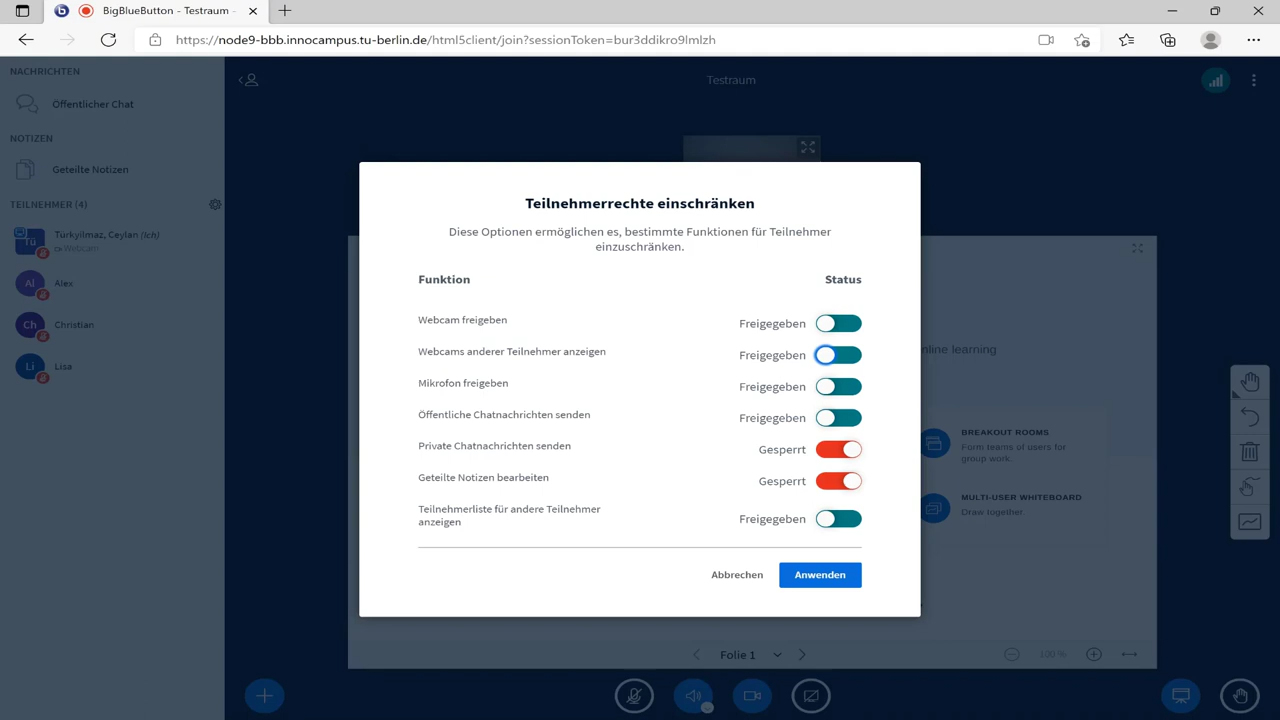 BigBlueButton - Testraum -
https://node9-bbb.innocampus.tu-berlin.de/html5client/join?sessionToken=bur3ddikro9lmlzh
NACHRICHTEN
Öffentlicher Chat
NOTIZEN
Geteilte Notizen
TEILNEHMER (4)
Tü
Türkyilmaz, Ceylan (Ich)
Webcam
Al
Alex
Ch
Christian
Li
Lisa
Testraum
Teilnehmerrechte einschränken
Diese Optionen ermöglichen es, bestimmte Funktionen für Teilnehmer
einzuschränken.
Funktion Status
Webcam freigeben Freigegeben
Webcams anderer Teilnehmer anzeigen Freigegeben
Mikrofon freigeben Freigegeben
Öffentliche Chatnachrichten senden Freigegeben
Private Chatnachrichten senden Gesperrt
Geteilte Notizen bearbeiten Gesperrt
Teilnehmerliste für andere Teilnehmer
anzeigen Freigegeben
Abbrechen Anwenden
online learning
BREAKOUT ROOMS
Form teams of users for
group work.
MULTI-USER WHITEBOARD
Draw together.
Folie 1
100 %